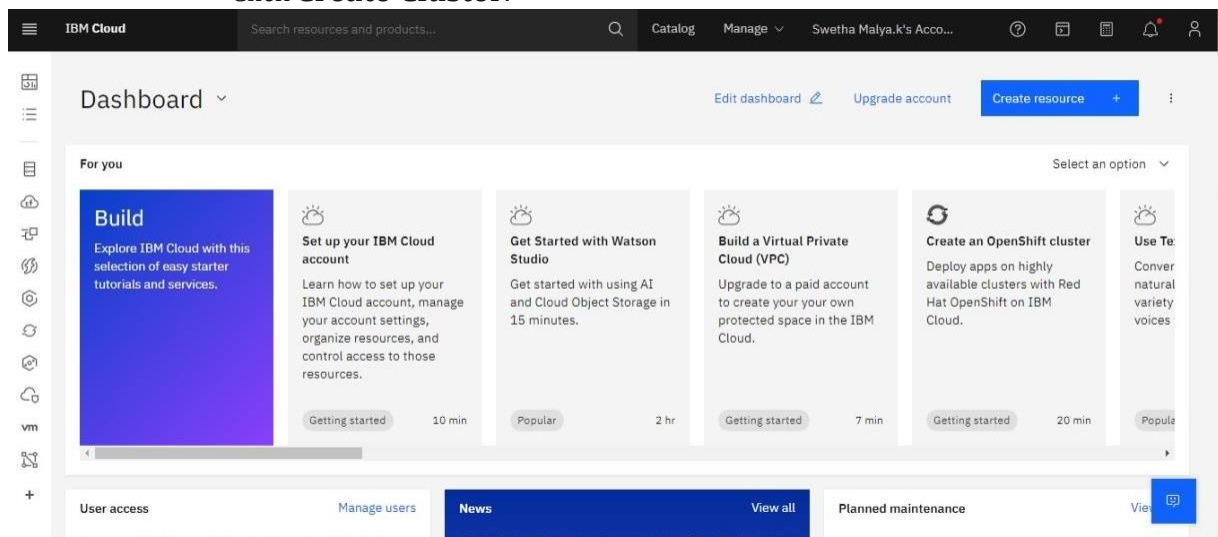 IBM Cloud
Search resources and products...
Catalog
Manage
Swetha Malya.k's Acco...
Dashboard
Edit dashboard
Upgrade account
Create resource +
For you
Select an option
Build
Explore IBM Cloud with this
selection of easy starter
tutorials and services.
Set up your IBM Cloud
account
Learn how to set up your
IBM Cloud account, manage
your account settings,
organize resources, and
control access to those
resources.
Getting started
10 min
Get Started with Watson
Studio
Get started with using AI
and Cloud Object Storage in
15 minutes.
Popular
2 hr
Build a Virtual Private
Cloud (VPC)
Upgrade to a paid account
to create your your own
protected space in the IBM
Cloud.
Getting started
7 min
Create an OpenShift cluster
Deploy apps on highly
available clusters with Red
Hat OpenShift on IBM
Cloud.
Getting started
20 min
Use Te
Conver
natural
variety
voices
Popula
vm
User access
Manage users
News
View all
Planned maintenance